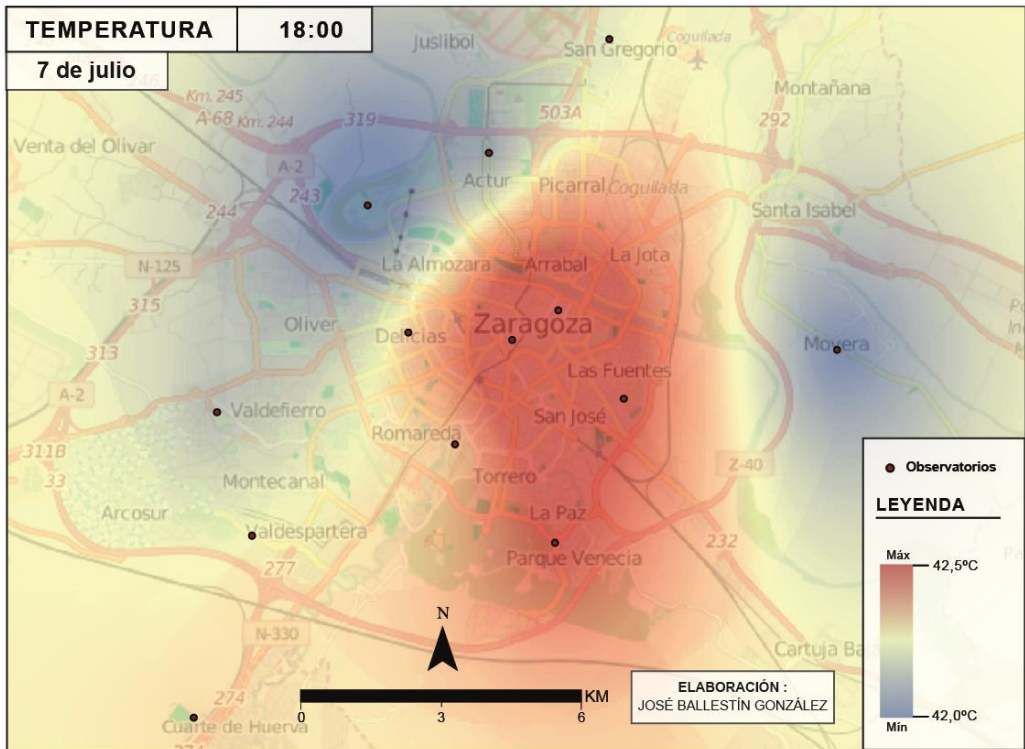 TEMPERATURA 18:00
7 de julio
Juslibol
San Gregorio
Cogullada
Montañana
Km. 245
A-68 Km. 244
319
503A
292
Venta del Olivar
A-2
243
Actur
Picarral
Cogullada
244
Santa Isabel
N-125
La Almozara
Arrabal
La Jota
315
Oliver
Delicias
Zaragoza
Movera
313
Las Fuentes
A-2
Valdefierro
San José
Romareda
311B
33
Montecanal
Torrero
Z-40
Arcosur
La Paz
Valdespartera
Parque Venecia
232
277
N-330
Cartuja Baja
274
Cuarte de Huerva
274
N
KM
0 3 6
ELABORACIÓN :
JOSÉ BALLESTÍN GONZÁLEZ
Observatorios
LEYENDA
Máx
42,5ºC
42,0ºC
Mín